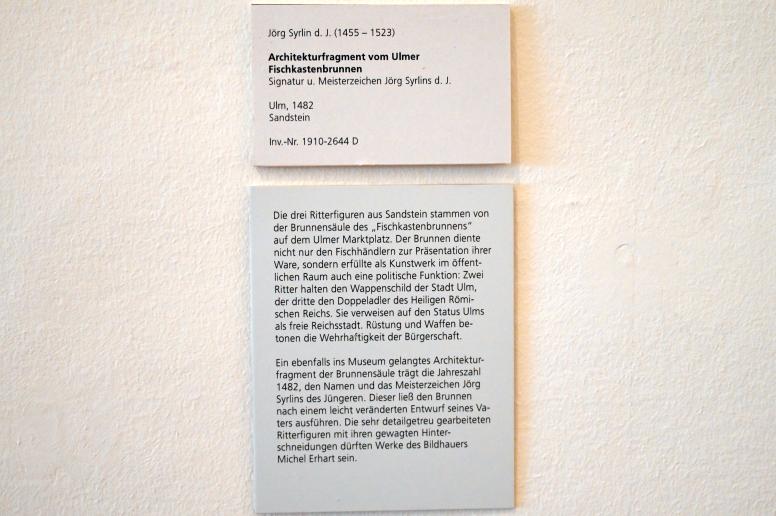 Jörg Syrlin d. J. (1455 – 1523)
Architekturfragment vom Ulmer
Fischkastenbrunnen
Signatur u. Meisterzeichen Jörg Syrlins d. J.
Ulm, 1482
Sandstein
Inv.-Nr. 1910-2644 D
Die drei Ritterfiguren aus Sandstein stammen von
der Brunnensäule des „Fischkastenbrunnens“
auf dem Ulmer Marktplatz. Der Brunnen diente
nicht nur den Fischhändlern zur Präsentation ihrer
Ware, sondern erfüllte als Kunstwerk im öffent-
lichen Raum auch eine politische Funktion: Zwei
Ritter halten den Wappenschild der Stadt Ulm,
der dritte den Doppeladler des Heiligen Römi-
schen Reichs. Sie verweisen auf den Status Ulms
als freie Reichsstadt. Rüstung und Waffen be-
tonen die Wehrhaftigkeit der Bürgerschaft.
Ein ebenfalls ins Museum gelangtes Architektur-
fragment der Brunnensäule trägt die Jahreszahl
1482, den Namen und das Meisterzeichen Jörg
Syrlins des Jüngeren. Dieser ließ den Brunnen
nach einem leicht veränderten Entwurf seines Va-
ters ausführen. Die sehr detailgetreu gearbeiteten
Ritterfiguren mit ihren gewagten Hinter-
schneidungen dürften Werke des Bildhauers
Michel Erhart sein.